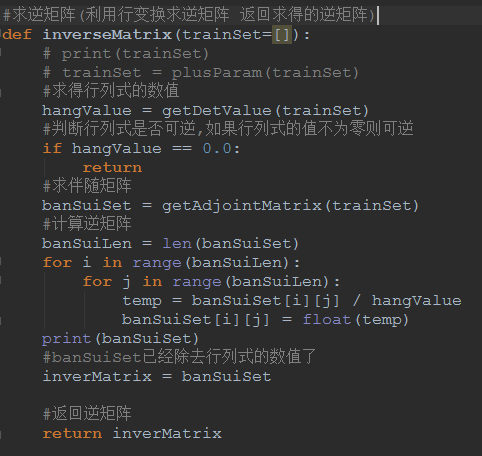 #求逆矩阵(利用行变换求逆矩阵 返回求得的逆矩阵)
def inverseMatrix(trainSet=[]):
    # print(trainSet)
    # trainSet = plusParam(trainSet)
    #求得行列式的数值
    hangValue = getDetValue(trainSet)
    #判断行列式是否可逆,如果行列式的值不为零则可逆
    if hangValue == 0.0:
        return
    #求伴随矩阵
    banSuiSet = getAdjointMatrix(trainSet)
    #计算逆矩阵
    banSuiLen = len(banSuiSet)
    for i in range(banSuiLen):
        for j in range(banSuiLen):
            temp = banSuiSet[i][j] / hangValue
            banSuiSet[i][j] = float(temp)
    print(banSuiSet)
    #banSuiSet已经除去行列式的数值了
    inverMatrix = banSuiSet
    #返回逆矩阵
    return inverMatrix